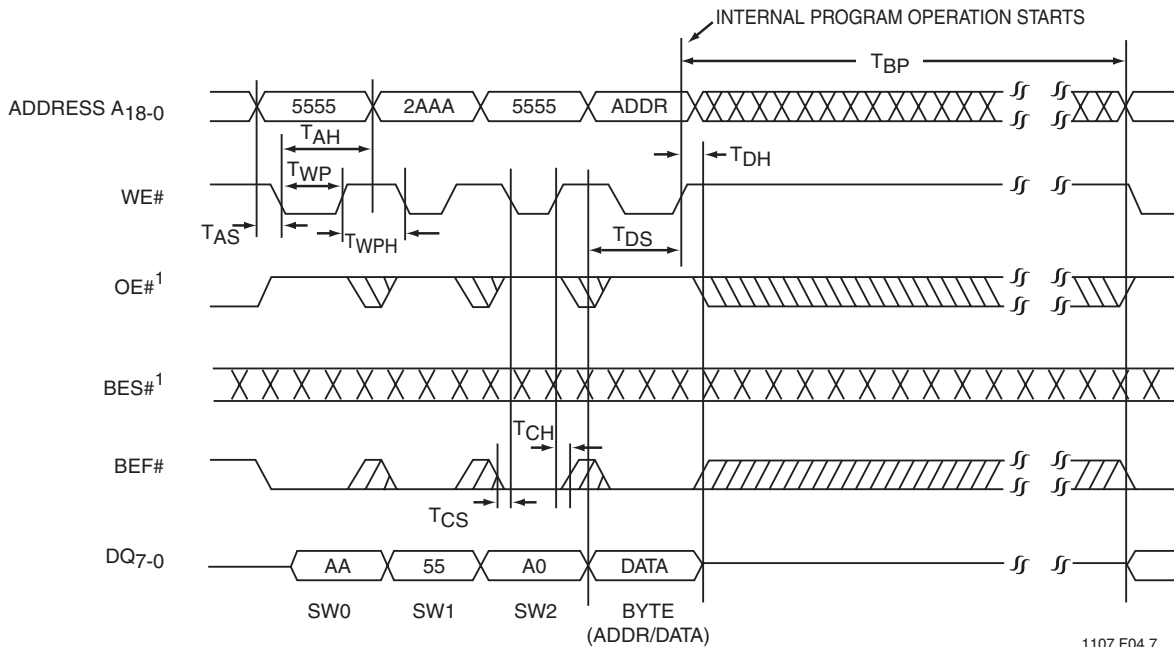 INTERNAL PROGRAM OPERATION STARTS
TBP
ADDRESS A18-0
5555
2AAA
5555
ADDR
TAH
TDH
TWP
WE#
TAS
TWPH
TDS
OE#1
BES#1
TCH
BEF#
TCS
DQ7-0
AA
55
A0
DATA
SW0
SW1
SW2
BYTE
(ADDR/DATA)
1107 F04.7